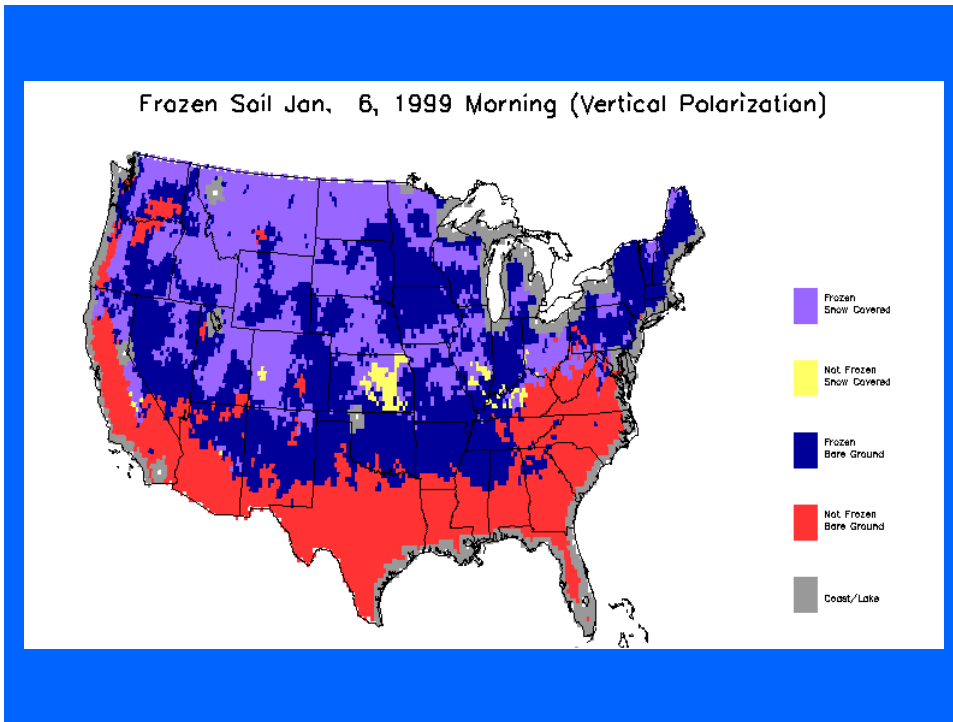 Frozen Soil Jan. 6, 1999 Morning (Vertical Polarization)
Frozen
Snow Covered
Not Frozen
Snow Covered
Frozen
Bare Ground
Not Frozen
Bare Ground
Coast/Lake